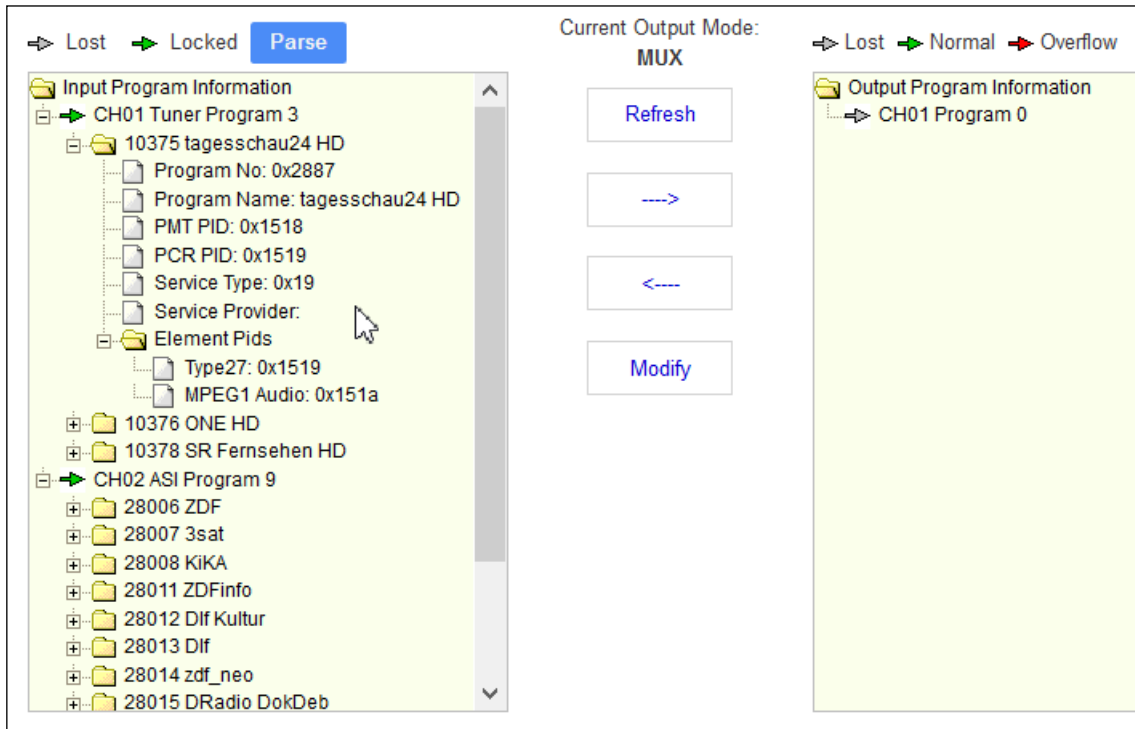 Lost Locked Parse
Input Program Information
CH01 Tuner Program 3
10375 tagesschau24 HD
Program No: 0x2887
Program Name: tagesschau24 HD
PMT PID: 0x1518
PCR PID: 0x1519
Service Type: 0x19
Service Provider:
Element Pids
Type27: 0x1519
MPEG1 Audio: 0x151a
10376 ONE HD
10378 SR Fernsehen HD
CH02 ASI Program 9
28006 ZDF
28007 3sat
28008 KiKA
28011 ZDFinfo
28012 Dlf Kultur
28013 Dlf
28014 zdf_neo
28015 DRadio DokDeb
Current Output Mode:
MUX
Refresh
---->
<----
Modify
Lost Normal Overflow
Output Program Information
CH01 Program 0